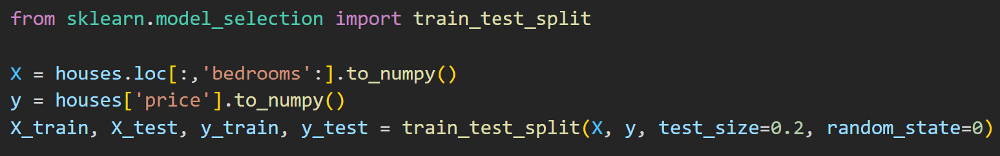 from sklearn.model_selection import train_test_split
X = houses.loc[:,'bedrooms':].to_numpy()
y = houses['price'].to_numpy()
X_train, X_test, y_train, y_test = train_test_split(X, y, test_size=0.2, random_state=0)